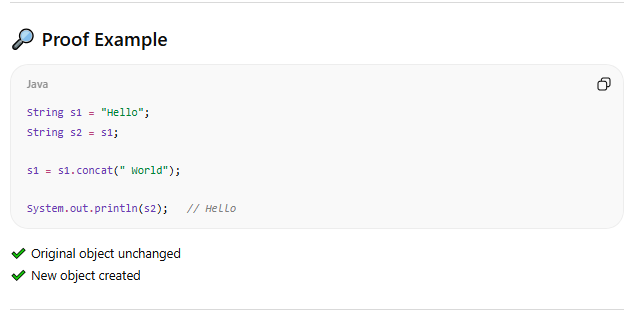 🔎 Proof Example
Java
String s1 = "Hello";
String s2 = s1;
s1 = s1.concat(" World");
System.out.println(s2);   // Hello
✔ Original object unchanged
✔ New object created